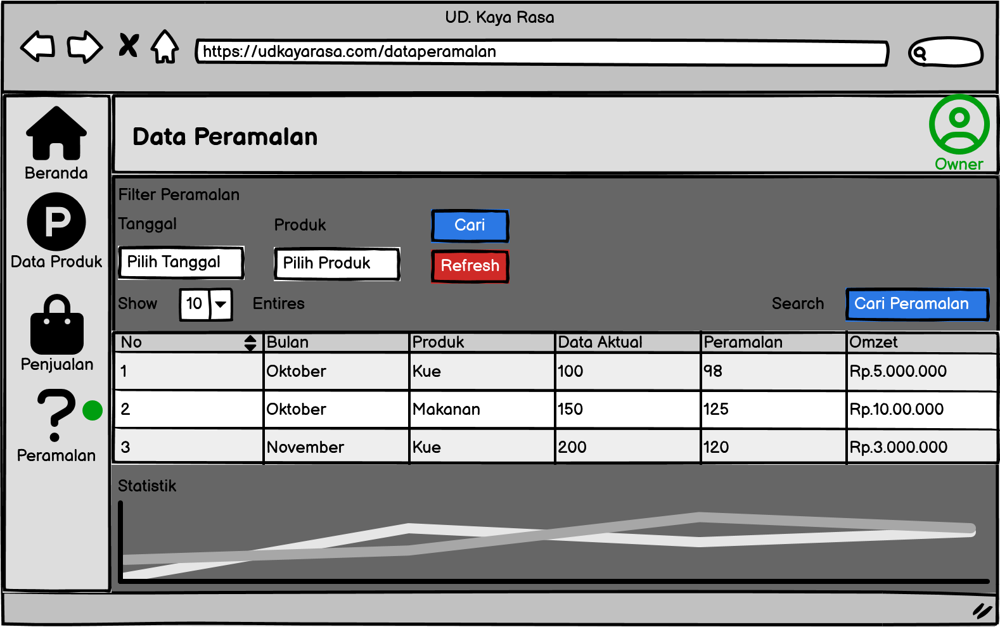 UD. Kaya Rasa
https://udkayarasa.com/dataperamalan
Data Peramalan
Owner
Beranda
P
Data Produk
Penjualan
?
Peramalan
Filter Peramalan
Tanggal Produk Cari
Pilih Tanggal Pilih Produk Refresh
Show 10 Entires Search Cari Peramalan
No Bulan Produk Data Aktual Peramalan Omzet
1 Oktober Kue 100 98 Rp.5.000.000
2 Oktober Makanan 150 125 Rp.10.00.000
3 November Kue 200 120 Rp.3.000.000
Statistik